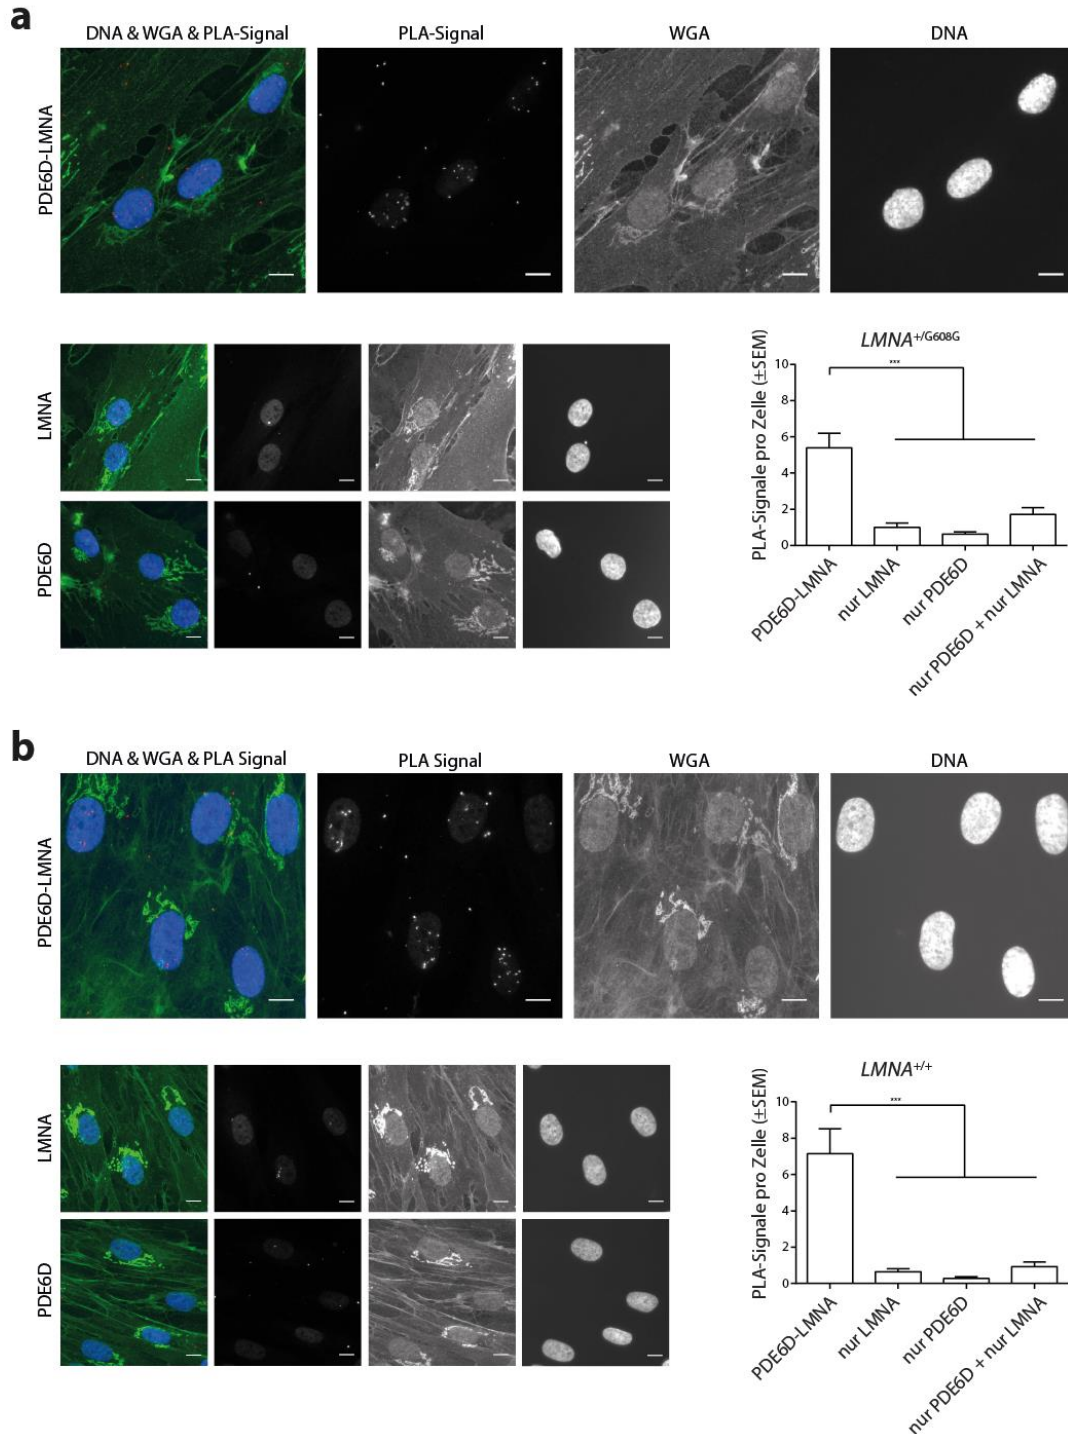 a
DNA & WGA & PLA-Signal
PLA-Signal
WGA
DNA
PDE6D-LMNA
LMNA
PDE6D
LMNA+/G608G
***
PLA-Signale pro Zelle (±SEM)
10
8
6
4
2
0
PDE6D-LMNA
nur LMNA
nur PDE6D
nur PDE6D + nur LMNA
b
DNA & WGA & PLA Signal
PLA Signal
WGA
DNA
PDE6D-LMNA
LMNA
PDE6D
LMNA+/+
***
PLA-Signale pro Zelle (±SEM)
10
8
6
4
2
0
PDE6D-LMNA
nur LMNA
nur PDE6D
nur PDE6D + nur LMNA